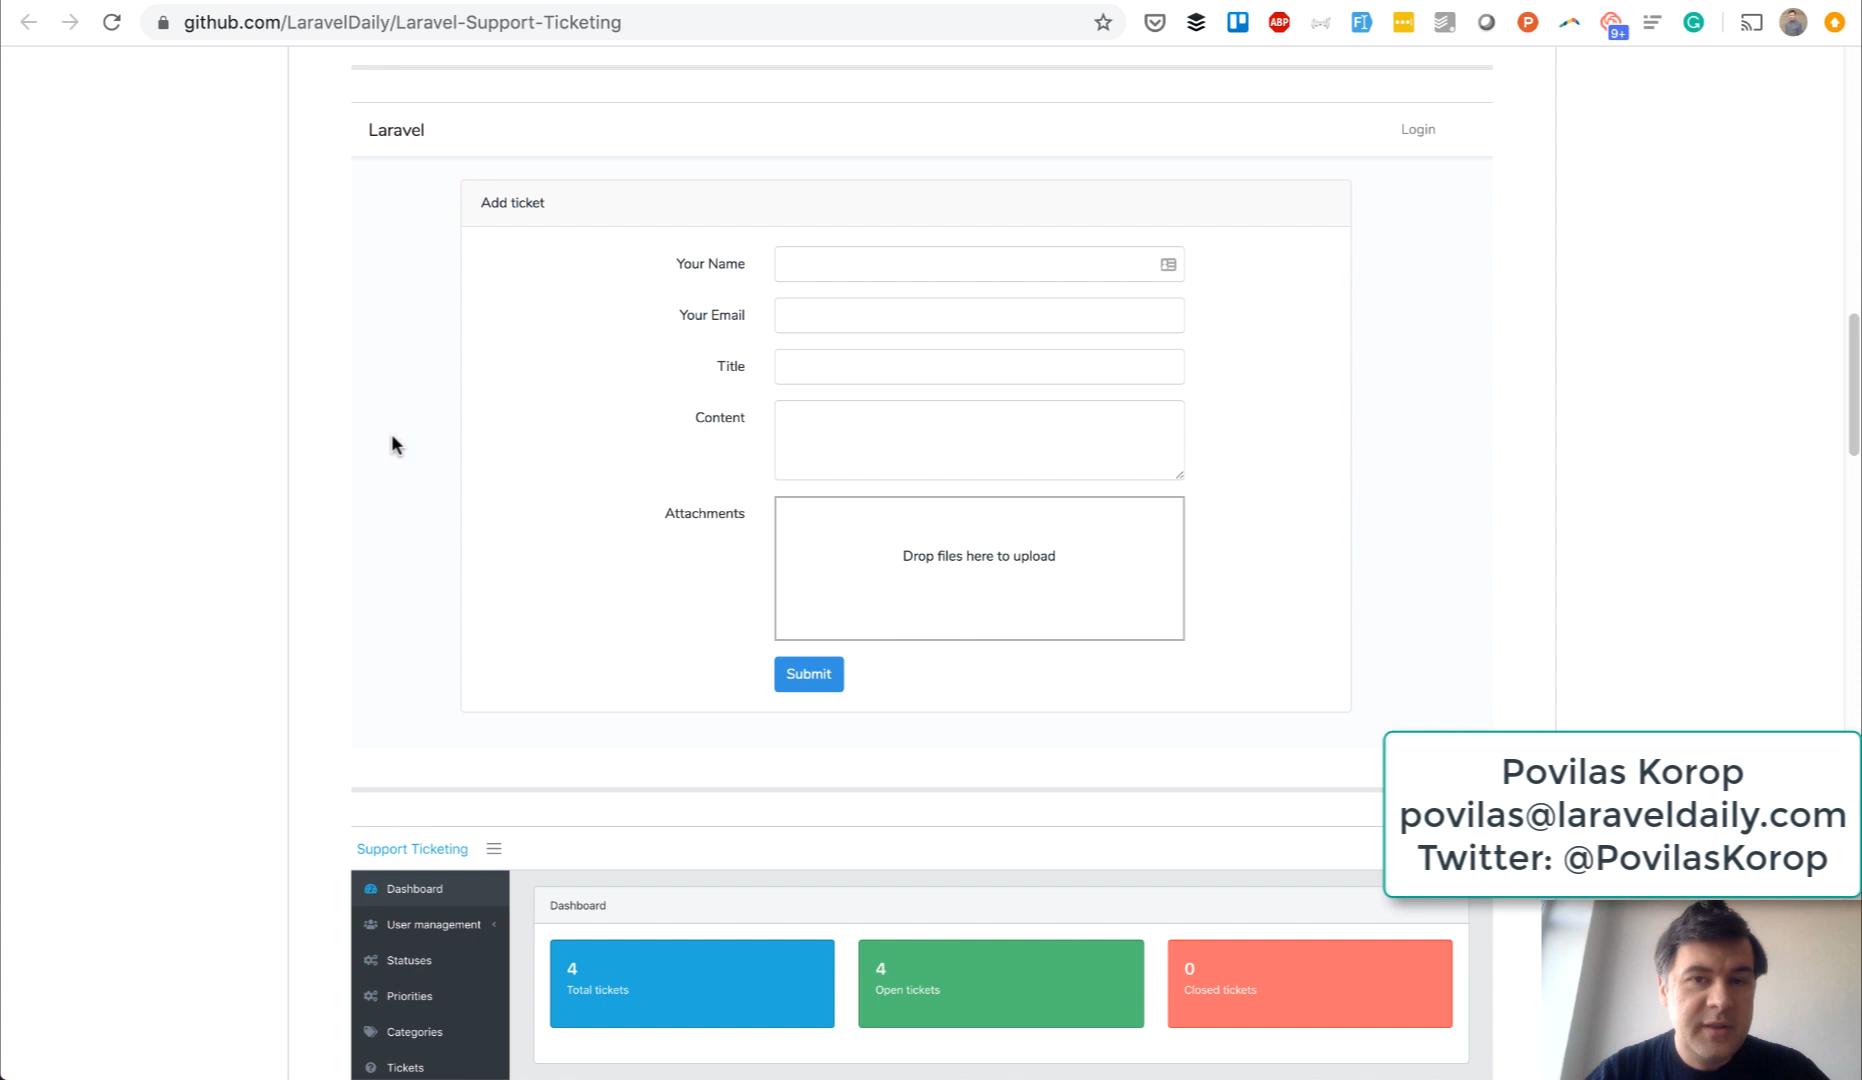 github.com/LaravelDaily/Laravel-Support-Ticketing
ABP
P
9+
G
Laravel
Login
Add ticket
Your Name
Your Email
Title
Content
Attachments
Drop files here to upload
Submit
Povilas Korop
povilas@laraveldaily.com
Twitter: @PovilasKorop
Support Ticketing
Dashboard
User management
Statuses
Priorities
Categories
Tickets
Dashboard
4
Total tickets
4
Open tickets
0
Closed tickets